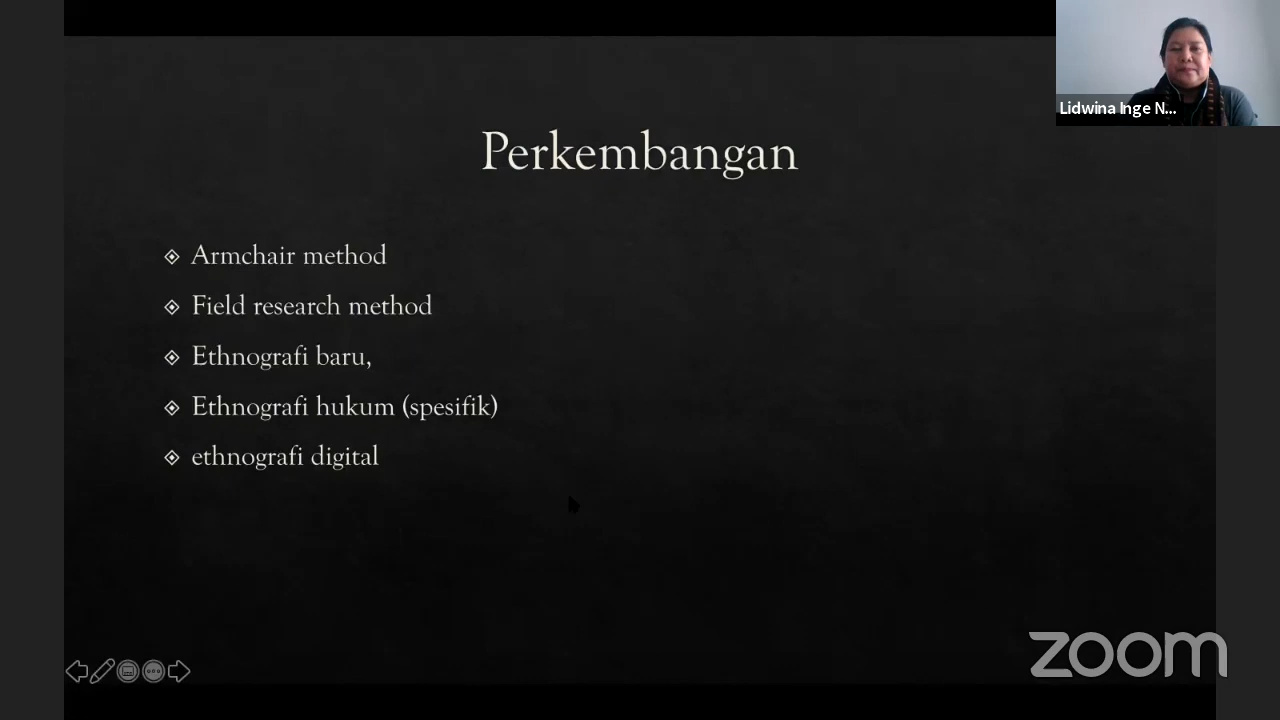 Lidwina Inge N...
Perkembangan
Armchair method
Field research method
Ethnografi baru,
Ethnografi hukum (spesifik)
ethnografi digital
zoom